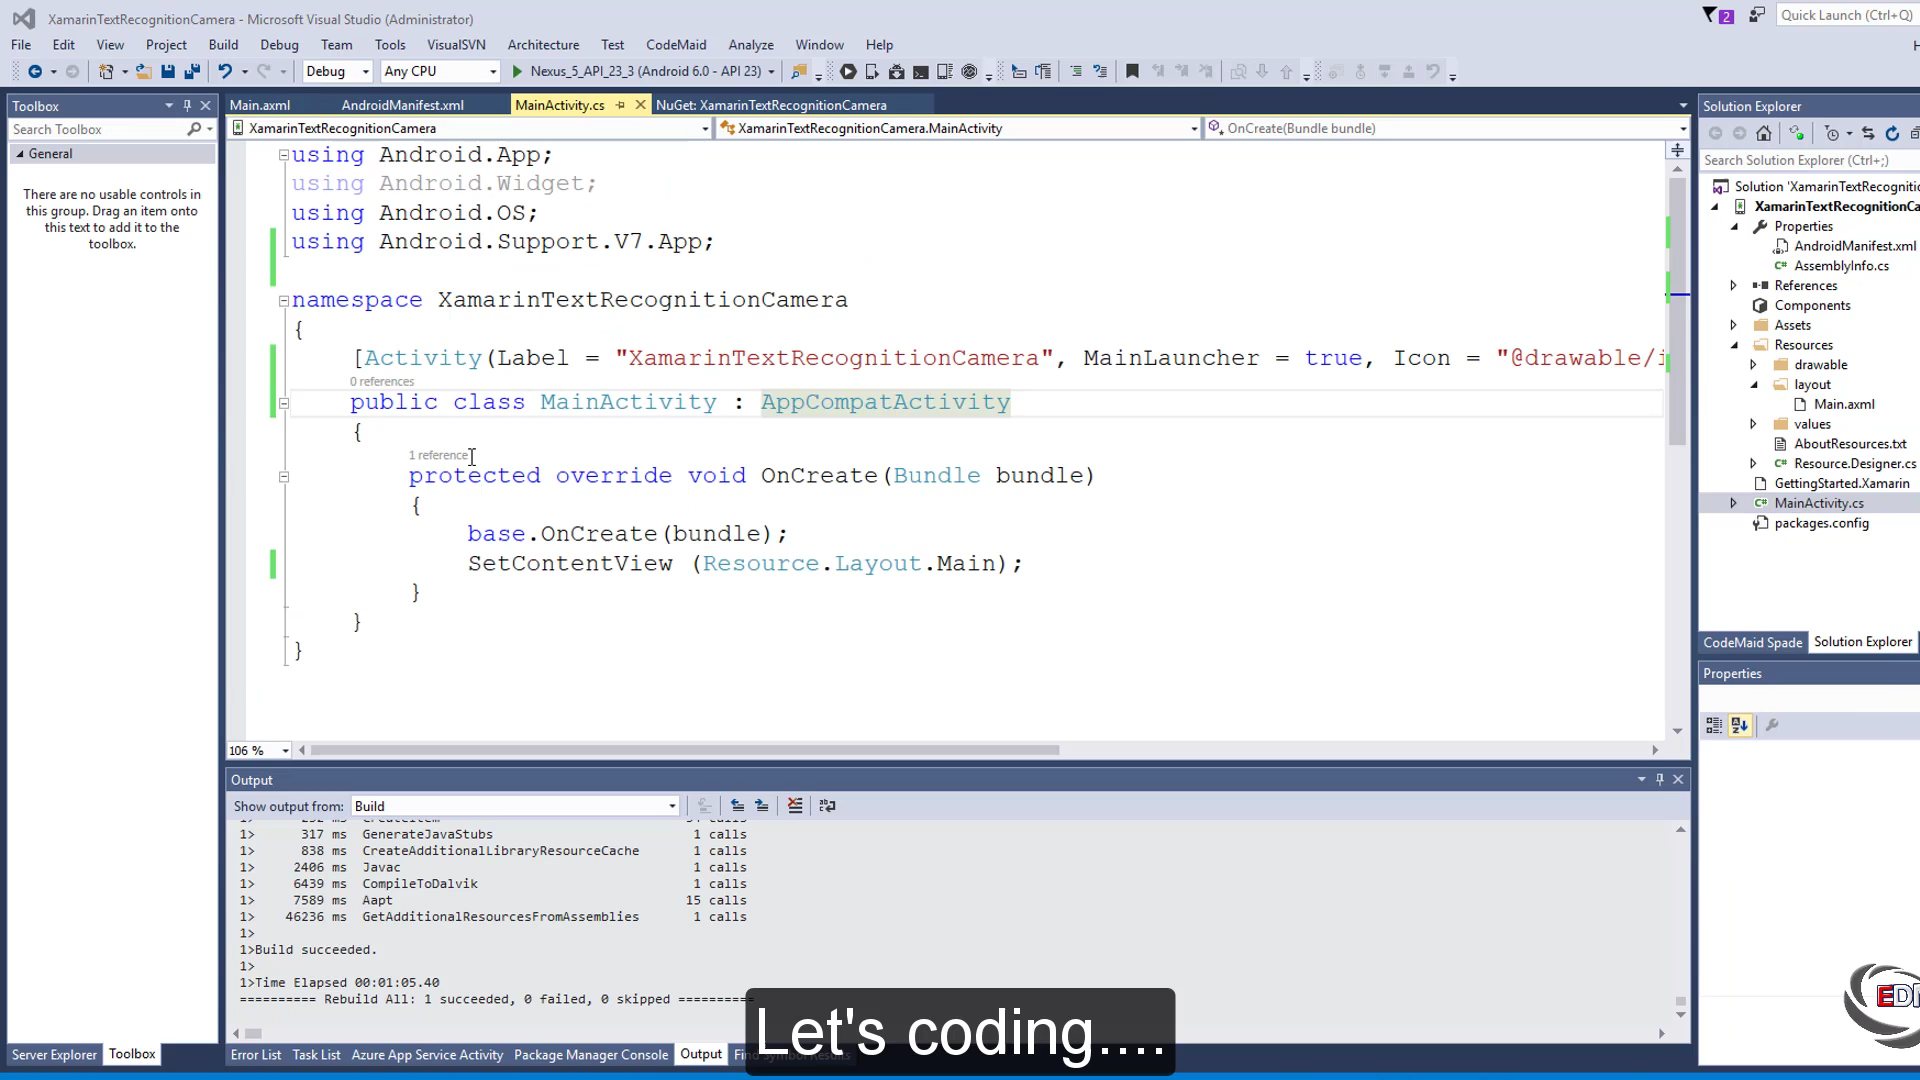 XamarinTextRecognitionCamera - Microsoft Visual Studio (Administrator)
2
Quick Launch (Ctrl+Q)
File Edit View Project Build Debug Team Tools VisualSVN Architecture Test CodeMaid Analyze Window Help
Debug Any CPU Nexus_5_API_23_3 (Android 6.0 - API 23)
Toolbox
Search Toolbox
General
There are no usable controls in
this group. Drag an item onto
this text to add it to the
toolbox.
Server Explorer Toolbox
Main.axml AndroidManifest.xml MainActivity.cs NuGet: XamarinTextRecognitionCamera
XamarinTextRecognitionCamera XamarinTextRecognitionCamera.MainActivity OnCreate(Bundle bundle)
using Android.App;
using Android.Widget;
using Android.OS;
using Android.Support.V7.App;
namespace XamarinTextRecognitionCamera
{
[Activity(Label = "XamarinTextRecognitionCamera", MainLauncher = true, Icon = "@drawable/i
0 references
public class MainActivity : AppCompatActivity
{
1 reference
protected override void OnCreate(Bundle bundle)
{
base.OnCreate(bundle);
SetContentView (Resource.Layout.Main);
}
}
}
106 %
Output
Show output from: Build
1> 317 ms GenerateJavaStubs 1 calls
1> 838 ms CreateAdditionalLibraryResourceCache 1 calls
1> 2406 ms Javac 1 calls
1> 6439 ms CompileToDalvik 1 calls
1> 7589 ms Aapt 15 calls
1> 46236 ms GetAdditionalResourcesFromAssemblies 1 calls
1>
1>Build succeeded.
1>
1>Time Elapsed 00:01:05.40
========== Rebuild All: 1 succeeded, 0 failed, 0 skipped ==========
Error List Task List Azure App Service Activity Package Manager Console Output
Let's coding....
Solution Explorer
Search Solution Explorer (Ctrl+;)
Solution 'XamarinTextRecogniti
XamarinTextRecognitionCa
Properties
AndroidManifest.xml
AssemblyInfo.cs
References
Components
Assets
Resources
drawable
layout
Main.axml
values
AboutResources.txt
Resource.Designer.cs
GettingStarted.Xamarin
MainActivity.cs
packages.config
CodeMaid Spade Solution Explorer
Properties